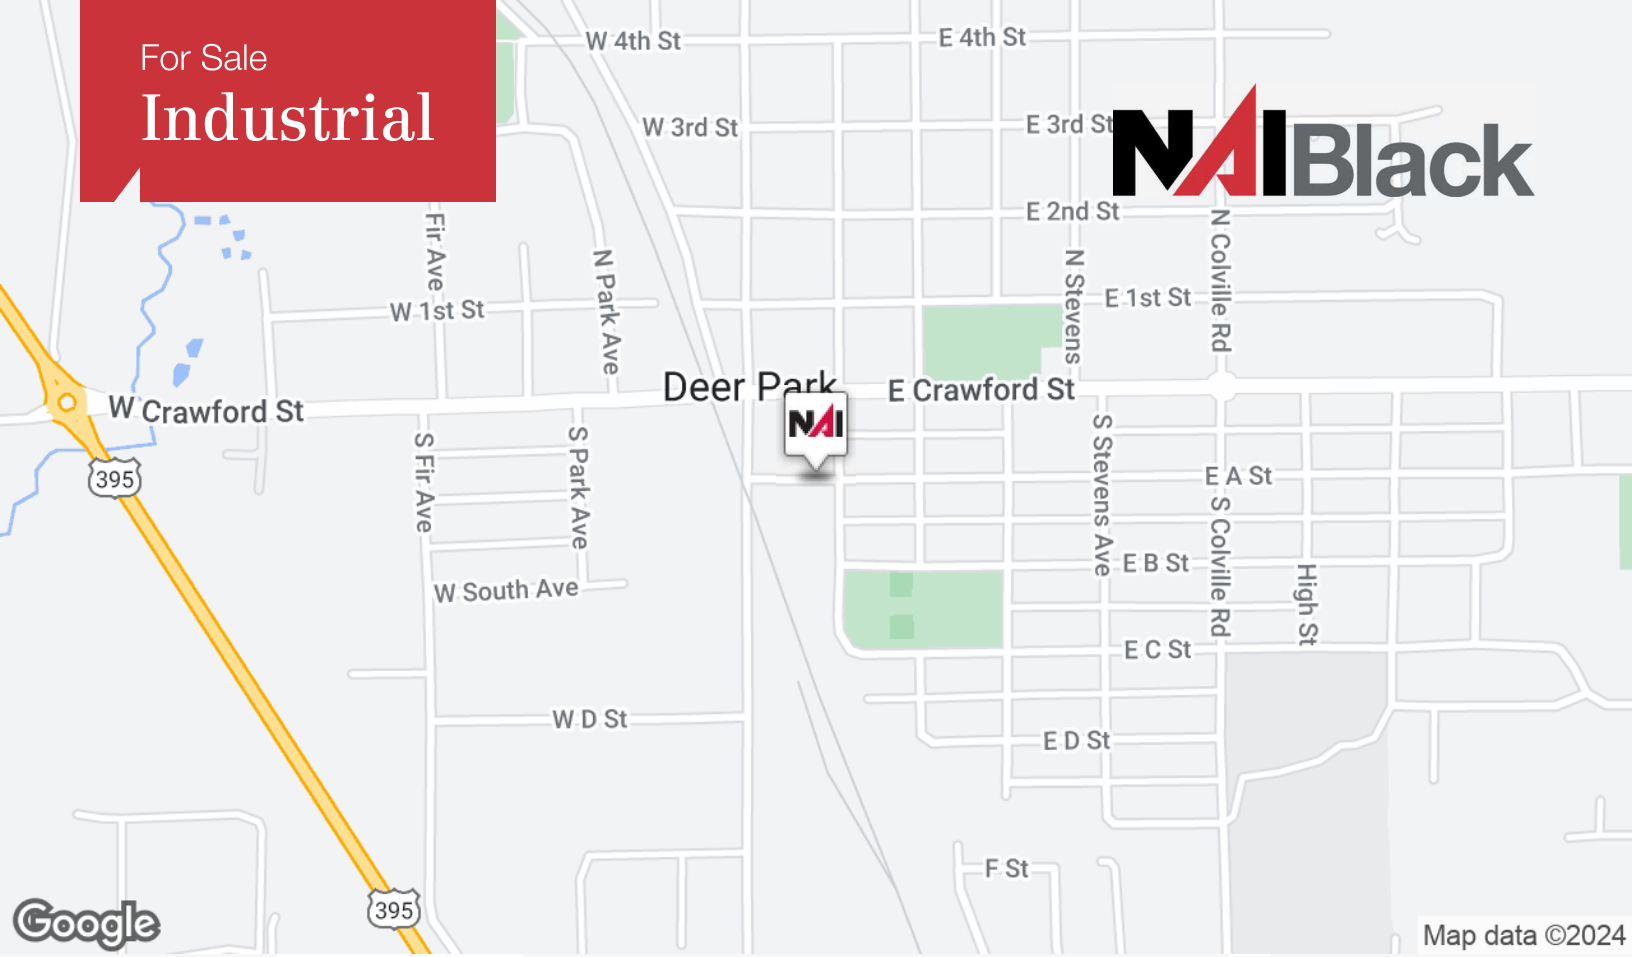 For Sale
Industrial
NAIBlack
W 4th St
E 4th St
W 3rd St
E 3rd St
E 2nd St
Fir Ave
N Park Ave
N Stevens
N Colville Rd
W 1st St
E 1st St
Deer Park
E Crawford St
W Crawford St
NAI
S Fir Ave
S Park Ave
S Stevens Ave
395
E A St
S Colville Rd
E B St
High St
W South Ave
E C St
W D St
E D St
F St
395
Google
Map data ©2024